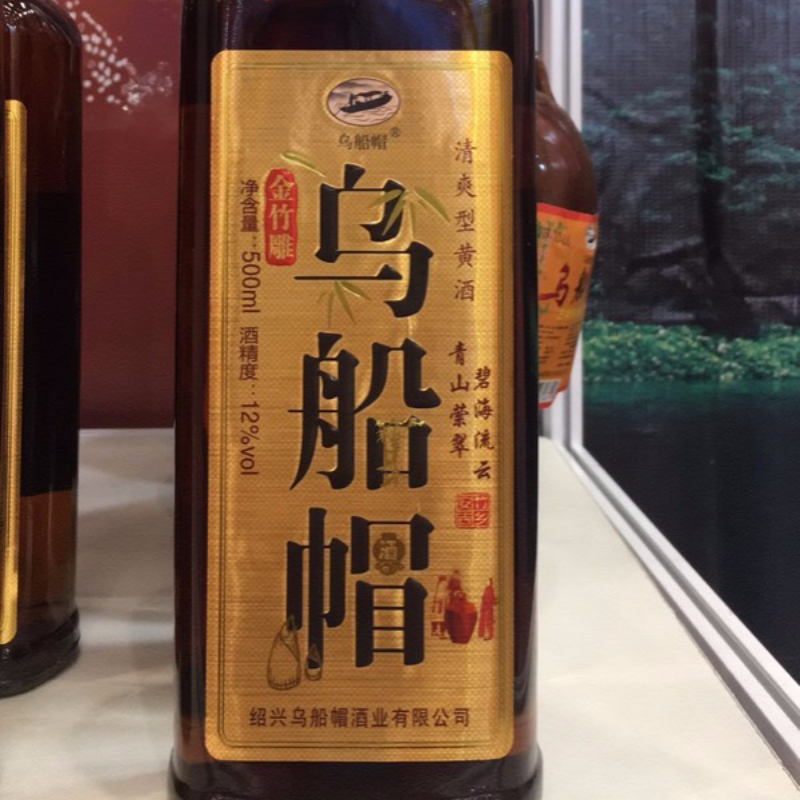 乌船帽®
清爽型黄酒
金竹雕
乌船帽
酒
净含量：500ml 酒精度：12%vol
碧海流云
青山萦翠
绍兴乌船帽酒业有限公司